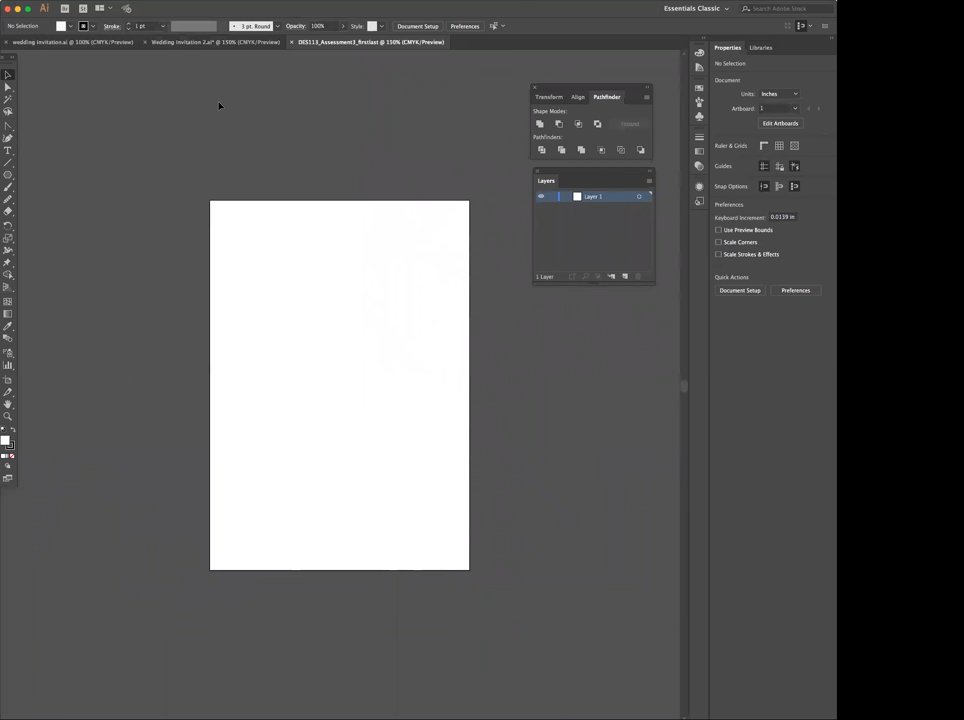 Ai Br St Essentials Classic Search Adobe Stock
No Selection Stroke: 1 pt 3 pt. Round Opacity: 100% Style: Document Setup Preferences
wedding invitation.ai @ 100% (CMYK/Preview) Wedding Invitation 2.ai* @ 150% (CMYK/Preview) DES113_Assessment3_firstlast @ 150% (CMYK/Preview)
Properties Libraries
No Selection
Document
Units: Inches
Artboard: 1
Edit Artboards
Ruler & Grids
Guides
Snap Options
Preferences
Keyboard Increment: 0.0139 in
Use Preview Bounds
Scale Corners
Scale Strokes & Effects
Quick Actions
Document Setup Preferences
Transform Align Pathfinder
Shape Modes:
Expand
Pathfinders:
Layers
Layer 1
1 Layer